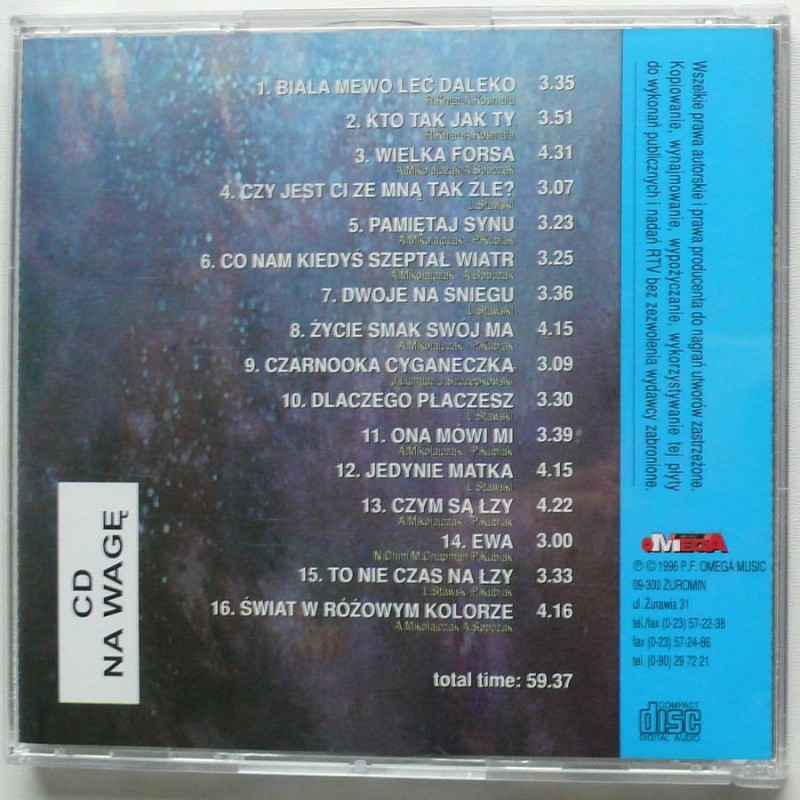 1. BIAŁA MEWO LEĆ DALEKO 3.35
R.Kniat-A.Kosmala
2. KTO TAK JAK TY 3.51
R.Kniat-A.Kosmala
3. WIELKA FORSA 4.31
A.Mikołajczak-A.Sobczak
4. CZY JEST CI ZE MNĄ TAK ŹLE? 3.07
L.Stawski
5. PAMIĘTAJ SYNU 3.23
A.Mikołajczak - P.Kubiak
6. CO NAM KIEDYŚ SZEPTAŁ WIATR 3.25
A.Mikołajczak - A.Sobczak
7. DWOJE NA ŚNIEGU 3.36
L.Stawski
8. ŻYCIE SMAK SWÓJ MA 4.15
A.Mikołajczak - P.Kubiak
9. CZARNOOKA CYGANECZKA 3.09
J.Szczepkowski
10. DLACZEGO PŁACZESZ 3.30
L.Stawski
11. ONA MÓWI MI 3.39
A.Mikołajczak - P.Kubiak
12. JEDYNIE MATKA 4.15
L.Stawski
13. CZYM SĄ ŁZY 4.22
A.Mikołajczak - P.Kubiak
14. EWA 3.00
N.Chinn/M.Chapman-P.Kubiak
15. TO NIE CZAS NA ŁZY 3.33
L.Stawski-P.Kubiak
16. ŚWIAT W RÓŻOWYM KOLORZE 4.16
A.Mikołajczak A.Sobczak
total time: 59.37
CD
NA WAGĘ
Wszelkie prawa autorskie i prawa producenta do nagrań utworów zastrzeżone.
Kopiowanie, wynajmowanie, wypożyczanie, wykorzystywanie tej płyty
do wykonań publicznych i nadań RTV bez zezwolenia wydawcy zabronione.
OMEGA
℗ © 1996 P.F. OMEGA MUSIC
09-300 ŻUROMIN
ul. Żurawia 31
tel./fax (0-23) 57-22-38
fax (0-23) 57-24-86
tel. (0-90) 29 72 21
COMPACT
disc
DIGITAL AUDIO